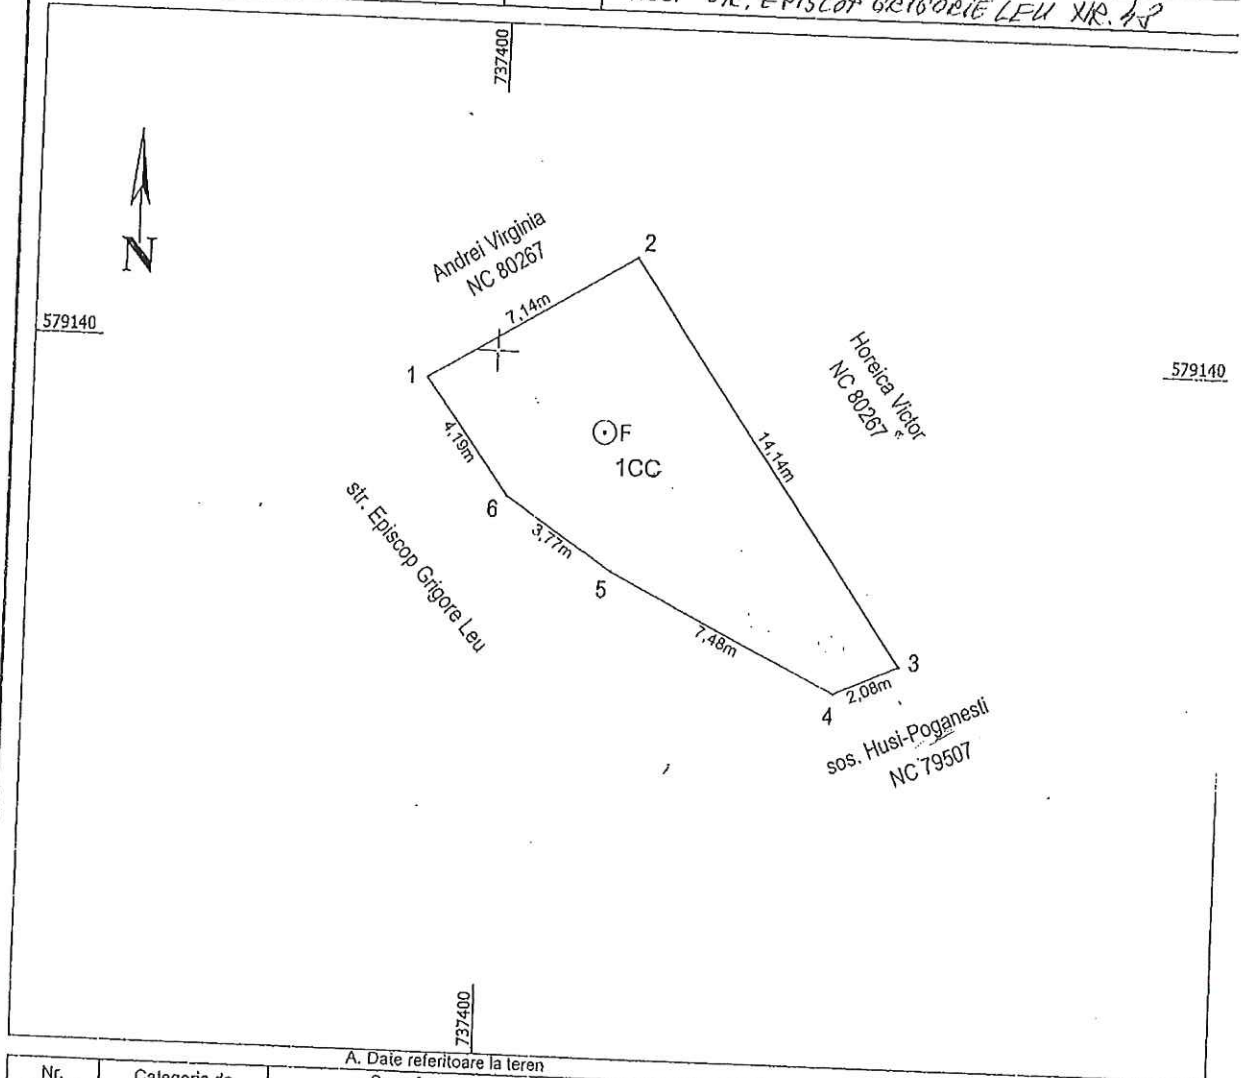 STR. EPISCOP GRIGORIE LEU NR. 48
737400
N
Andrei Virginia
NC 80267
2
7,14m
579140
579140
Horeica Victor
NC 80267
1
4,19m
F
1CC
14,14m
6
str. Episcop Grigore Leu
3,77m
5
7,48m
3
2,08m
4
sos. Husi-Poganesti
NC 79507
737400
A. Date referitoare la teren
Nr.
Categoria de